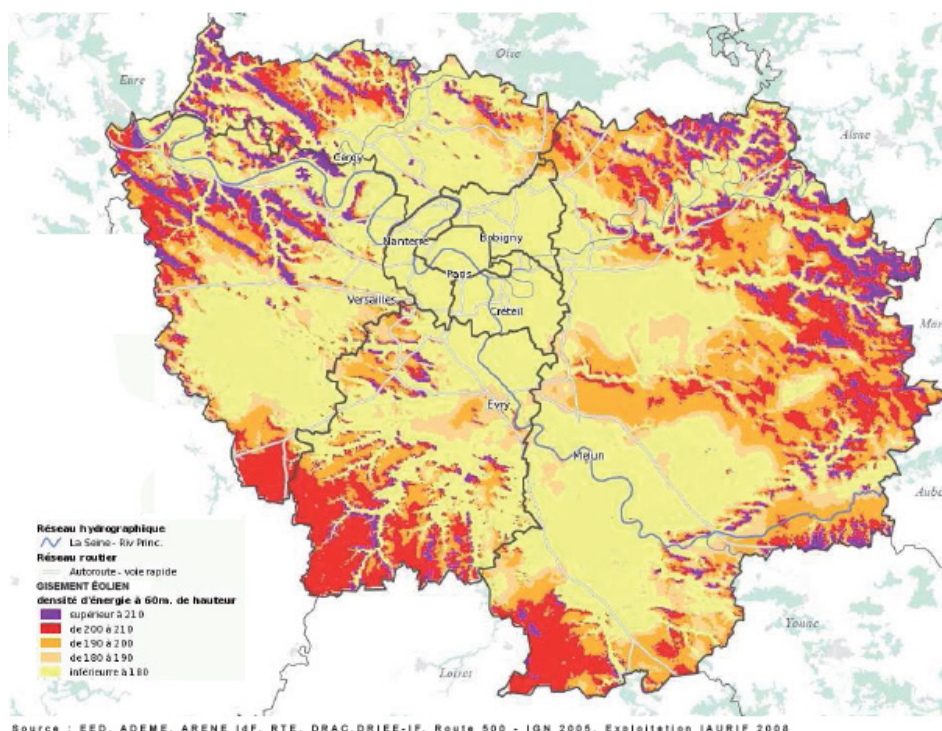 Oise
Eure
Aisne
Cergy
Nanterre
Bobigny
Paris
Versailles
Créteil
Mar
Evry
Melun
Aube
Yonne
Loiret
Réseau hydrographique
La Seine - Riv Princ.
Réseau routier
Autoroute - voie rapide
GISEMENT ÉOLIEN
densité d'énergie à 60m. de hauteur
supérieur à 210
de 200 à 210
de 190 à 200
de 180 à 190
inférieurre à 180
Source : EED, ADEME, ARENE IdF, RTE, DRAC,DRIEE-IF, Route 500 - IGN 2005, Exploitation IAURIF 2008